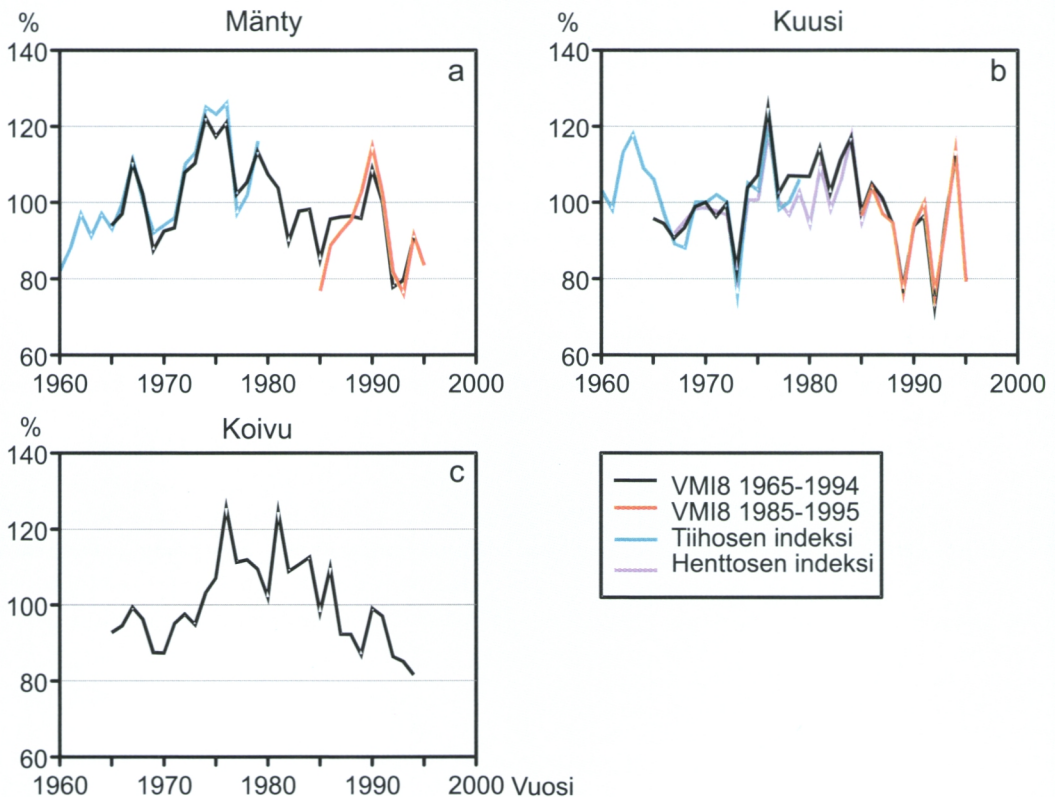 % Mänty
140
120
100
80
60
a
1960 1970 1980 1990 2000
% Kuusi
140
120
100
80
60
b
1960 1970 1980 1990 2000
% Koivu
140
120
100
80
60
c
1960 1970 1980 1990 2000 Vuosi
VMI8 1965-1994
VMI8 1985-1995
Tiihosen indeksi
Henttosen indeksi